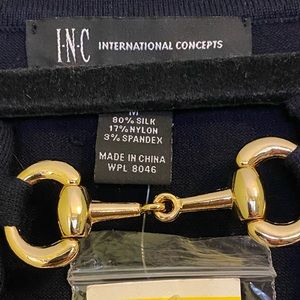 I·N·C INTERNATIONAL CONCEPTS
M
80% SILK
17% NYLON
3% SPANDEX
MADE IN CHINA
WPL 8046